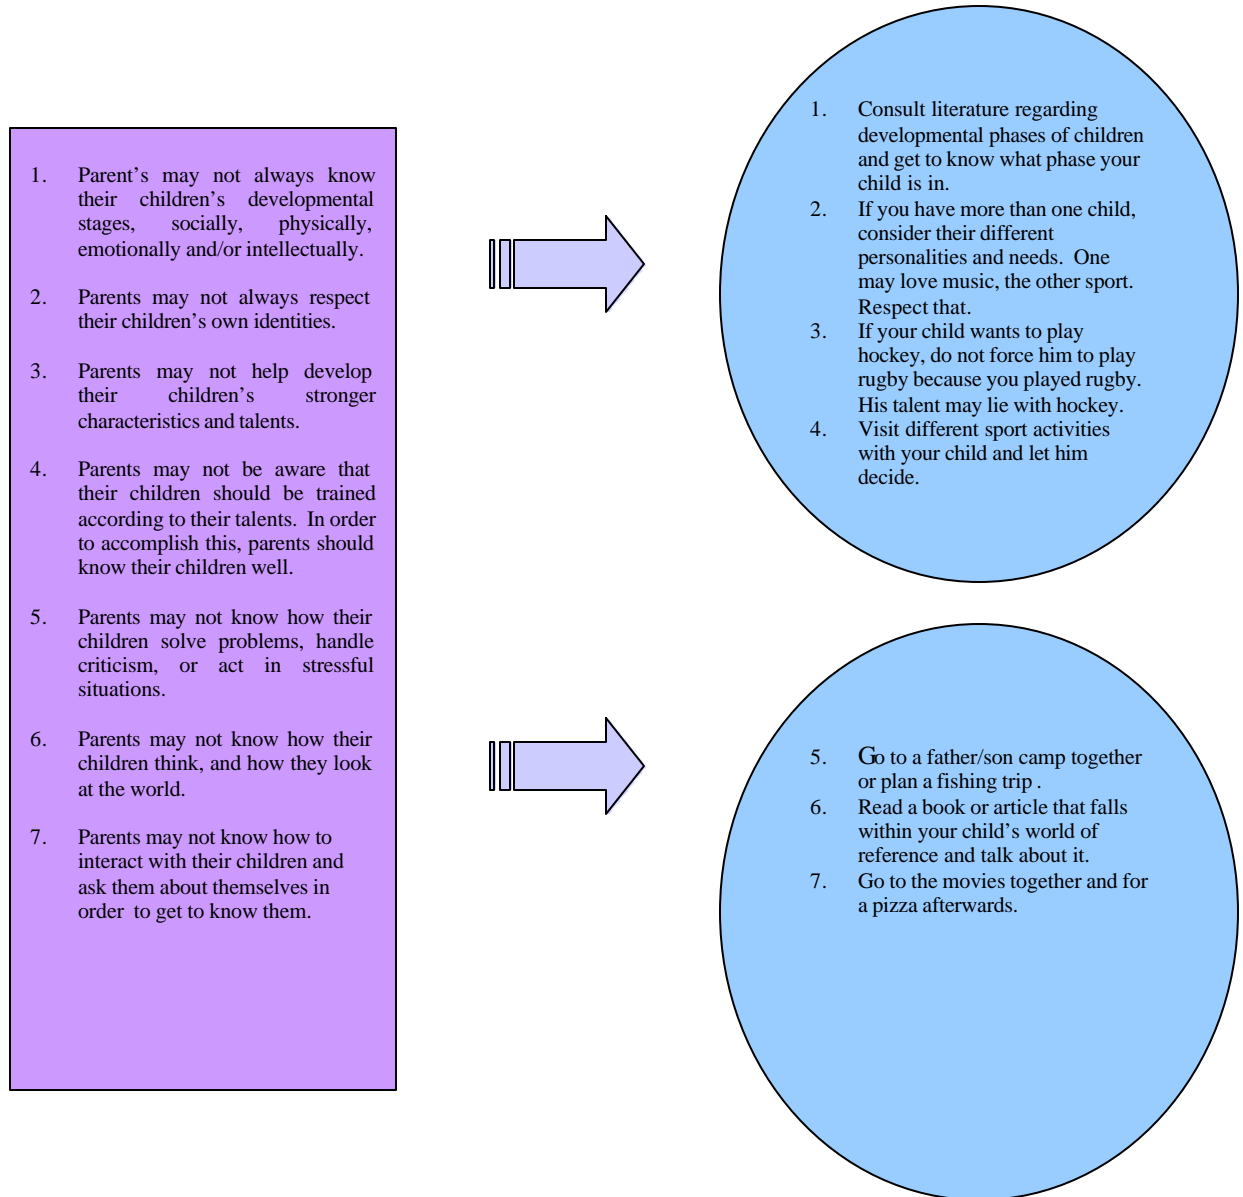 1. Parent's may not always know
their children's developmental
stages, socially, physically,
emotionally and/or intellectually.
2. Parents may not always respect
their children's own identities.
3. Parents may not help develop
their children's stronger
characteristics and talents.
4. Parents may not be aware that
their children should be trained
according to their talents. In order
to accomplish this, parents should
know their children well.
5. Parents may not know how their
children solve problems, handle
criticism, or act in stressful
situations.
6. Parents may not know how their
children think, and how they look
at the world.
7. Parents may not know how to
interact with their children and
ask them about themselves in
order to get to know them.
1. Consult literature regarding
developmental phases of children
and get to know what phase your
child is in.
2. If you have more than one child,
consider their different
personalities and needs. One
may love music, the other sport.
Respect that.
3. If your child wants to play
hockey, do not force him to play
rugby because you played rugby.
His talent may lie with hockey.
4. Visit different sport activities
with your child and let him
decide.
5. Go to a father/son camp together
or plan a fishing trip .
6. Read a book or article that falls
within your child's world of
reference and talk about it.
7. Go to the movies together and for
a pizza afterwards.